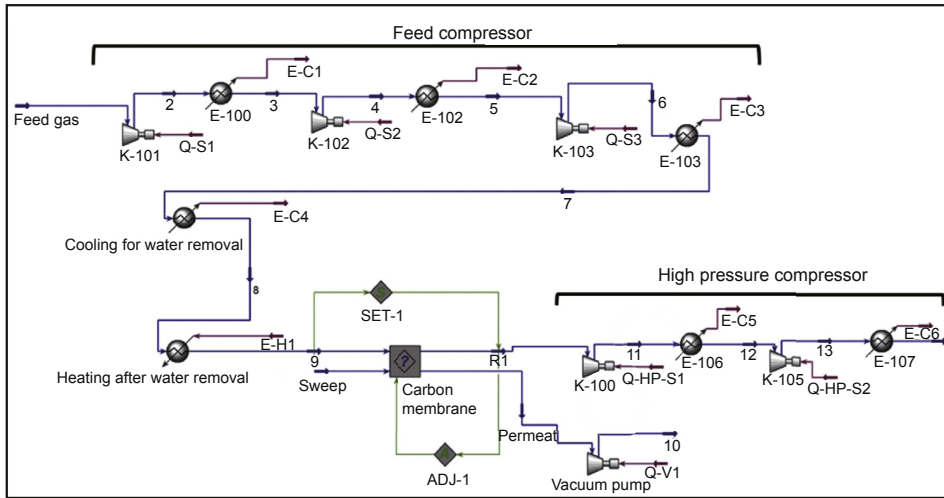 Feed compressor
E-C1
E-C2
E-C3
2
3
4
5
6
Feed gas
E-100
E-102
E-103
Q-S1
Q-S2
Q-S3
K-101
K-102
K-103
7
E-C4
Cooling for water removal
8
High pressure compressor
S
SET-1
E-C5
E-C6
E-H1
9
R1
11
12
13
E-106
E-107
Heating after water removal
Sweep
?
Carbon
membrane
K-100
Q-HP-S1
K-105
Q-HP-S2
Permeat
10
A
ADJ-1
Vacuum pump
Q-V1